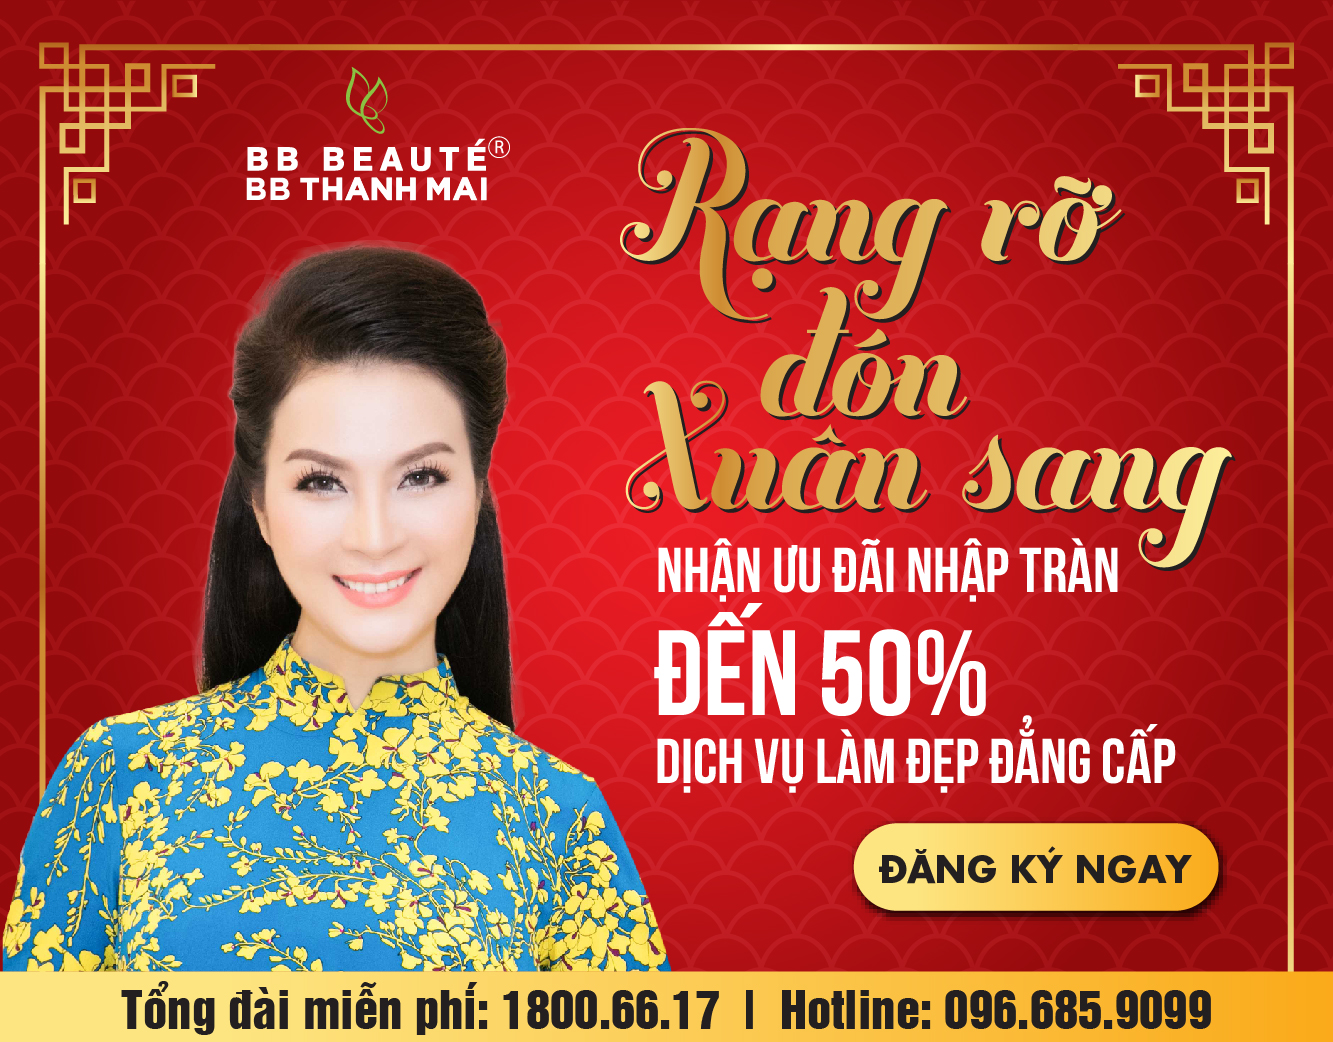 BB BEAUTÉ®
BB THANH MAI
Rạng rỡ
đón
Xuân sang
NHẬN ƯU ĐÃI NHẬP TRÀN
ĐẾN 50%
DỊCH VỤ LÀM ĐẸP ĐẲNG CẤP
ĐĂNG KÝ NGAY
Tổng đài miễn phí: 1800.66.17 | Hotline: 096.685.9099